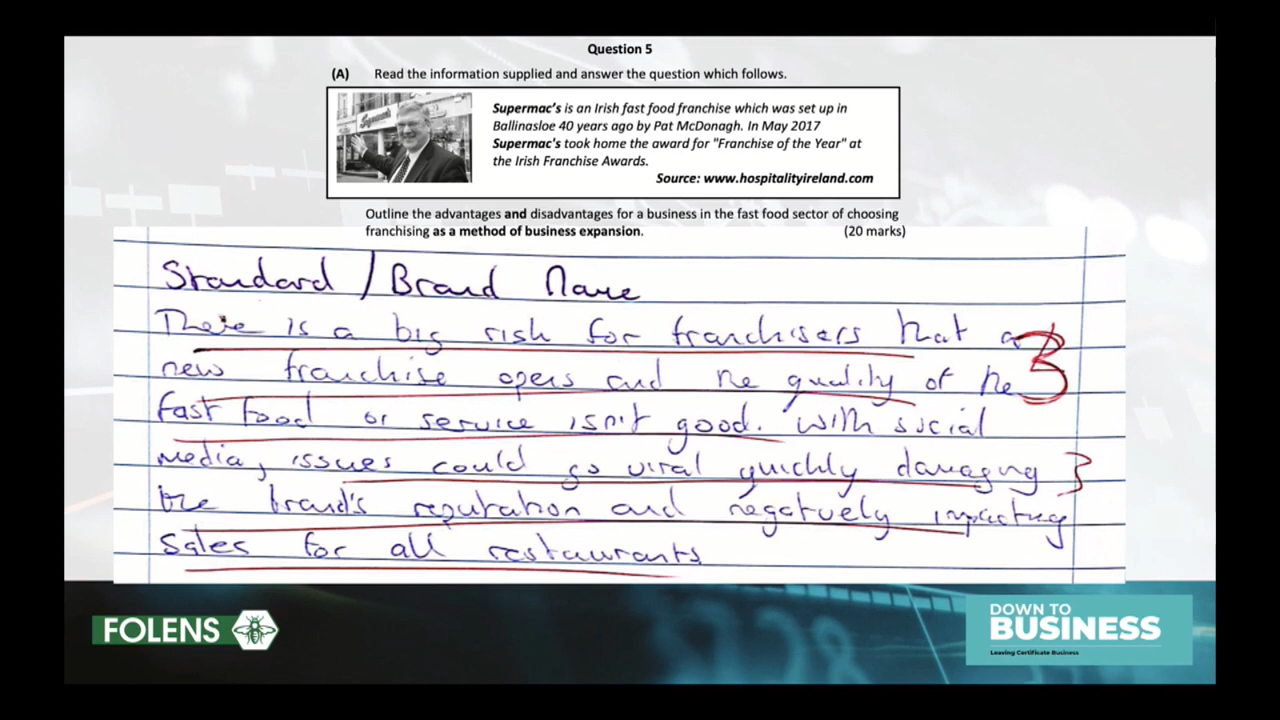 Question 5
(A) Read the information supplied and answer the question which follows.
Supermac's
Supermac's is an Irish fast food franchise which was set up in
Ballinasloe 40 years ago by Pat McDonagh. In May 2017
Supermac's took home the award for "Franchise of the Year" at
the Irish Franchise Awards.
Source: www.hospitalityireland.com
Outline the advantages and disadvantages for a business in the fast food sector of choosing
franchising as a method of business expansion. (20 marks)
Standard / Brand Name
There is a big risk for franchisers that a 3
new franchise opens and the quality of the
fast food or service isn't good. With social
media, issues could go viral quickly damaging 3
the brand's reputation and negatively impacting
sales for all restaurants
FOLENS
DOWN TO
BUSINESS
Leaving Certificate Business